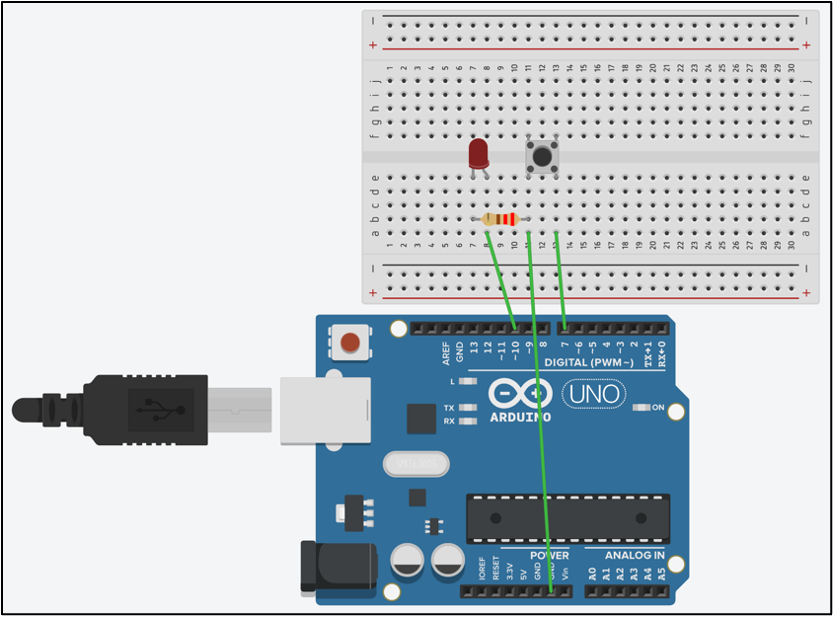 − −
+ +
1 2 3 4 5 6 7 8 9 10 11 12 13 14 15 16 17 18 19 20 21 22 23 24 25 26 27 28 29 30
j j
i i
h h
g g
f f
e e
d d
c c
b b
a a
1 2 3 4 5 6 7 8 9 10 11 12 14 15 16 17 18 19 20 21 22 23 24 25 26 27 28 29 30
− −
+ +
AREF GND 13 12 ~11 ~10 ~9 8 7 ~6 ~5 4 ~3 2 TX→1 RX←0
DIGITAL (PWM~)
L
TX
RX
ARDUINO
UNO
ON
POWER ANALOG IN
IOREF RESET 3.3V 5V GND Vin A0 A1 A2 A3 A4 A5